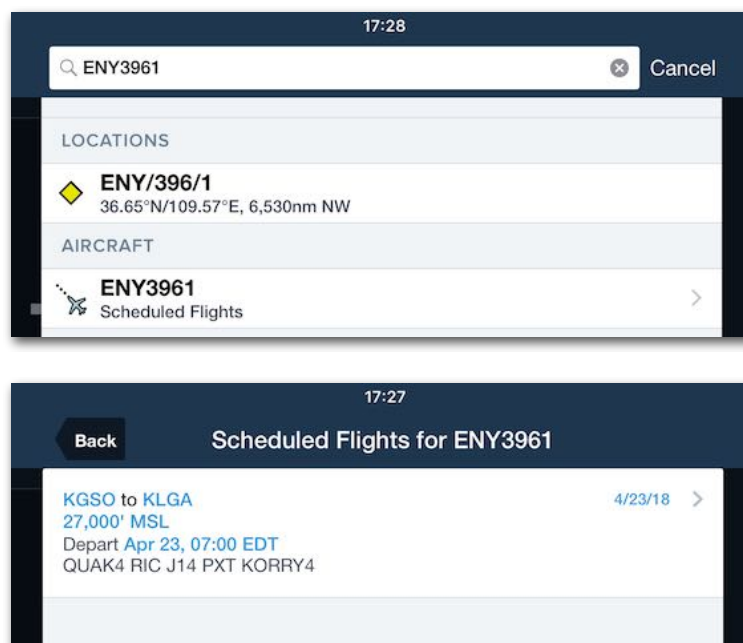 17:28
ENY3961 Cancel
LOCATIONS
ENY/396/1
36.65°N/109.57°E, 6,530nm NW
AIRCRAFT
ENY3961
Scheduled Flights
17:27
Back Scheduled Flights for ENY3961
KGSO to KLGA 4/23/18
27,000' MSL
Depart Apr 23, 07:00 EDT
QUAK4 RIC J14 PXT KORRY4